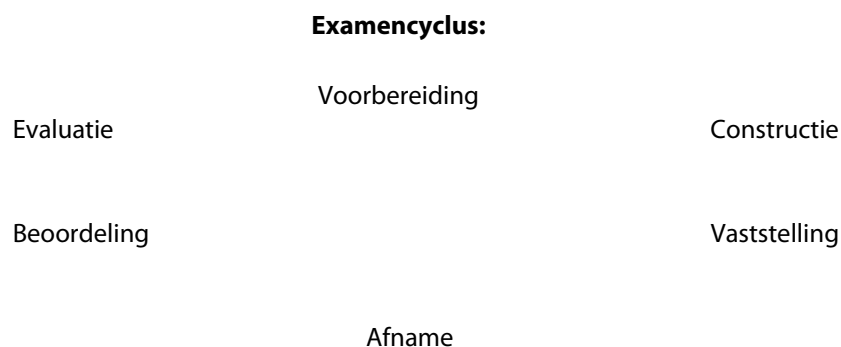 Examencyclus:
Voorbereiding
Evaluatie Constructie
Beoordeling Vaststelling
Afname